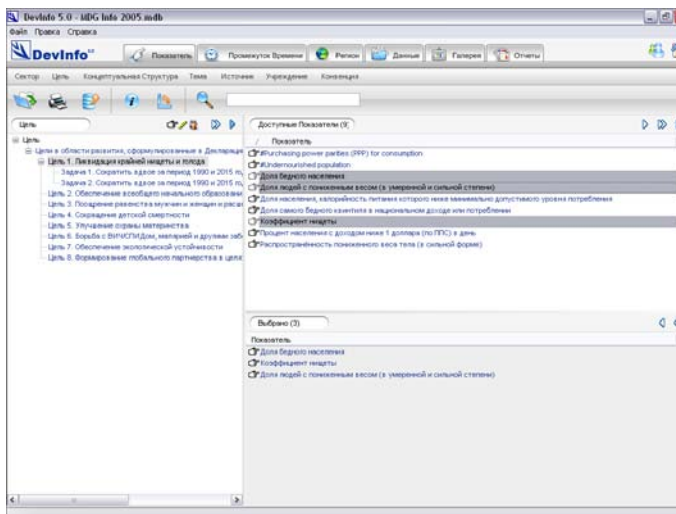 DevInfo 5.0 - MDG Info 2005.mdb
Файл Правка Справка
DevInfo
Показатель Промежуток Времени Регион Данные Галерея Отчеты
Сектор Цель Концептуальная Структура Тема Источник Учреждение Конвенция
Цель
Доступные Показатели (9)
Цель
Показатель
Цели в области развития, сформулированные в Деклараци
#Purchasing power parities (PPP) for consumption
Цель 1. Ликвидация крайней нищеты и голода
#Undernourished population
Задача 1. Сократить вдвое за период 1990 и 2015 го,
Доля бедного населения
Задача 2. Сократить вдвое за период 1990 и 2015 го,
Доля людей с пониженным весом (в умеренной и сильной степени)
Цель 2. Обеспечение всеобщего начального образовани
Доля населения, калорийность питания которого ниже минимально допустимого уровня потребления
Цель 3. Поощрение равенства мужчин и женщин и расш
Доля самого бедного квинтиля в национальном доходе или потреблении
Цель 4. Сокращение детской смертности
Коэффициент нищеты
Цель 5. Улучшение охраны материнства
Процент населения с доходом ниже 1 доллара (по ППС) в день
Цель 6. Борьба с ВИЧ/СПИДом, малярией и другими заб
Распространённость пониженного веса тела (в сильной форме)
Цель 7. Обеспечение экологической устойчивости
Цель 8. Формирование глобального партнерства в целя
Выбрано (3)
Показатель
Доля бедного населения
Коэффициент нищеты
Доля людей с пониженным весом (в умеренной и сильной степени)